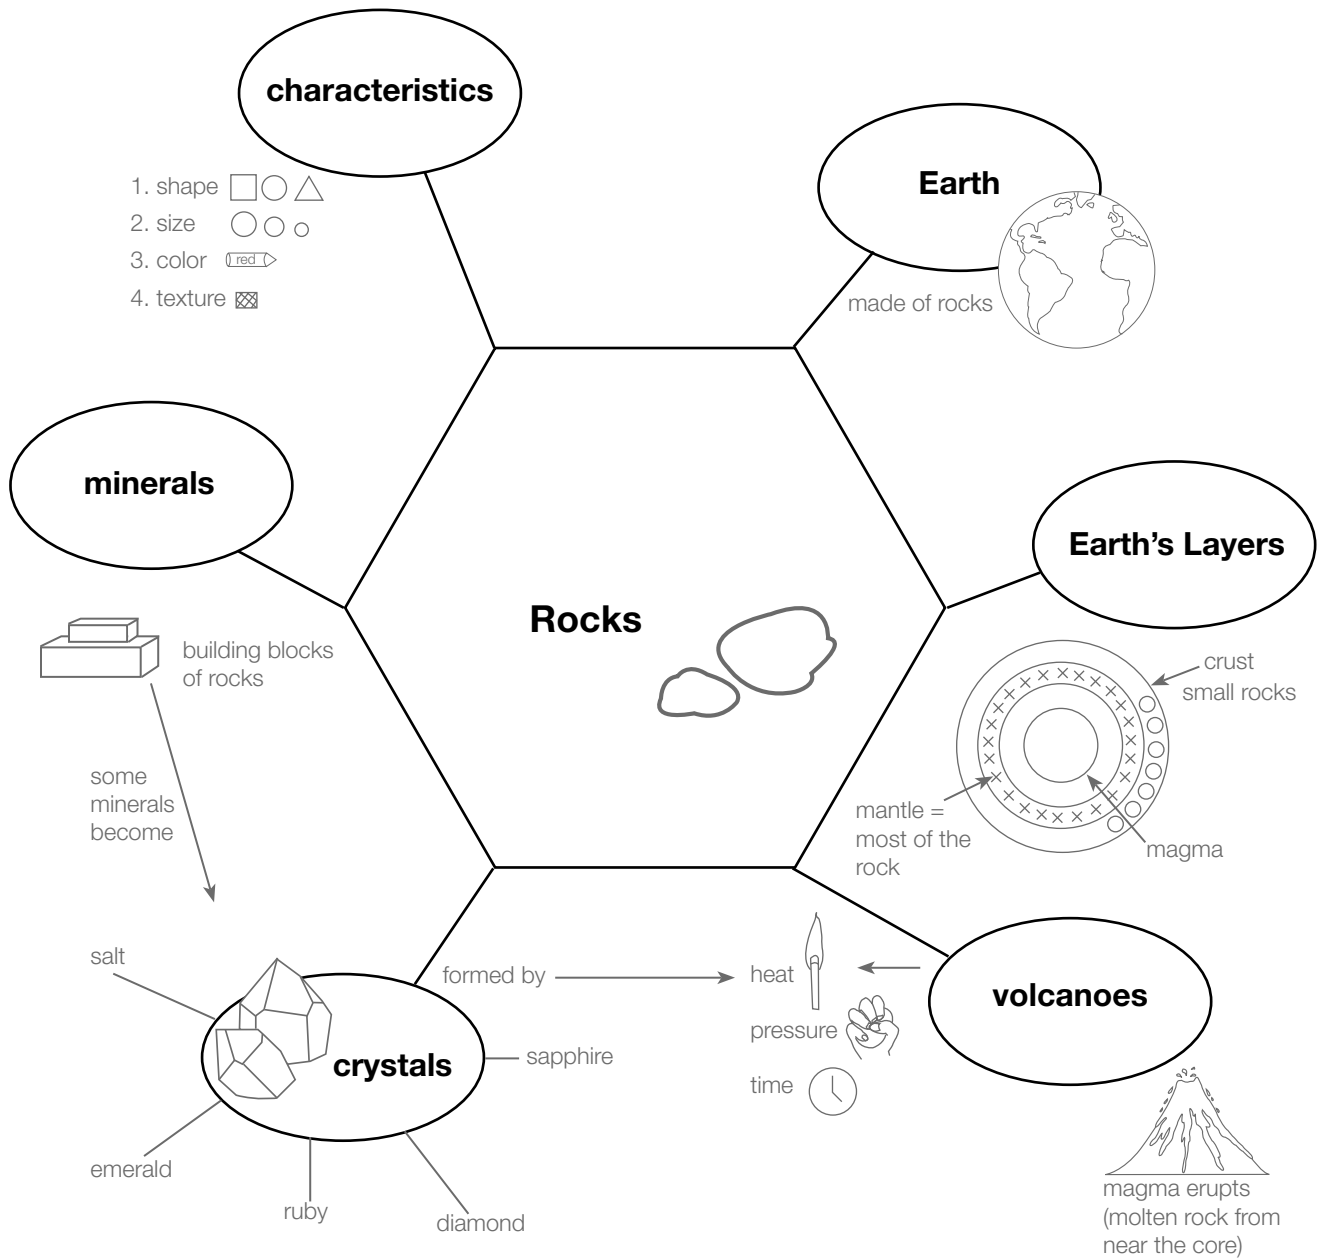 characteristics
1. shape
2. size
3. color
red
4. texture
Earth
made of rocks
minerals
building blocks
of rocks
some
minerals
become
Rocks
Earth's Layers
crust
small rocks
mantle =
most of the
rock
magma
salt
crystals
sapphire
emerald
ruby
diamond
formed by
heat
pressure
time
volcanoes
magma erupts
(molten rock from
near the core)